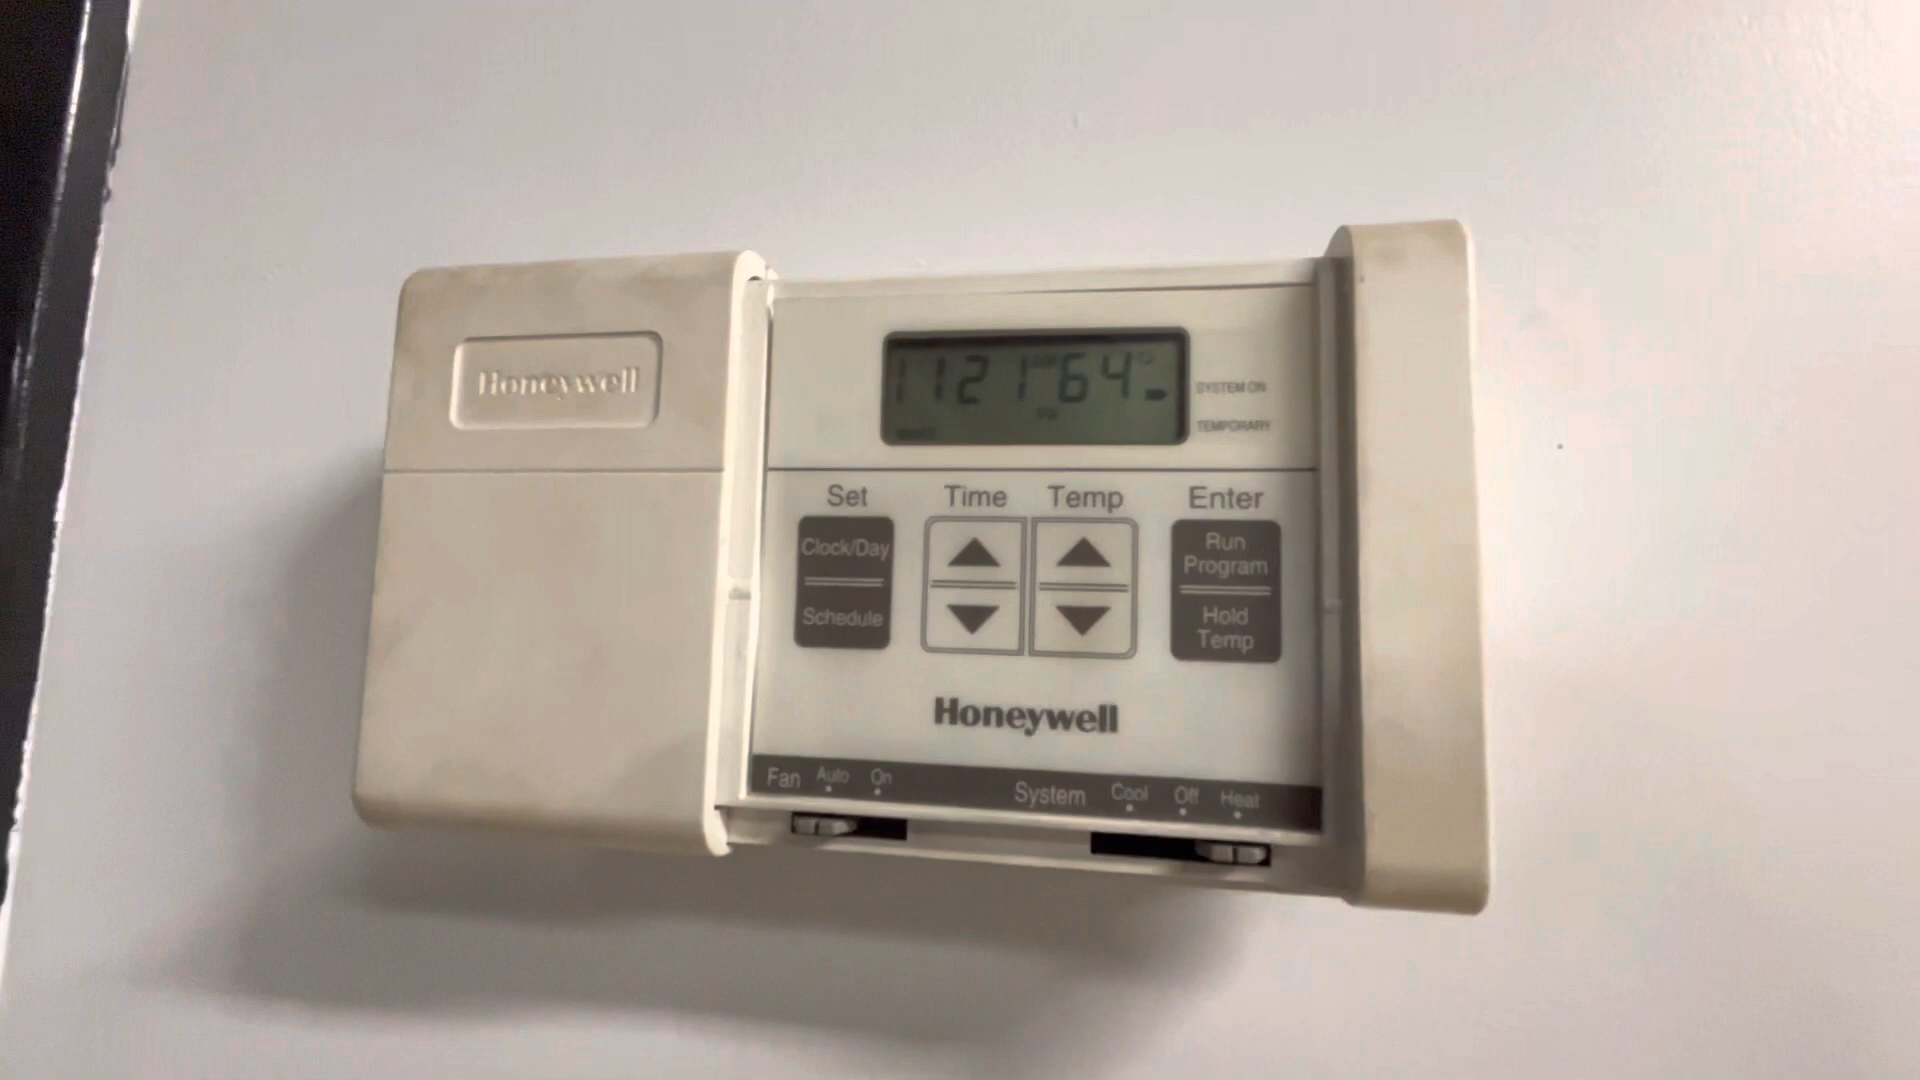 Honeywell
1121 64
SYSTEM ON
TEMPORARY
Set Time Temp Enter
Clock/Day
Schedule
Run
Program
Hold
Temp
Honeywell
Fan Auto On System Cool Off Heat